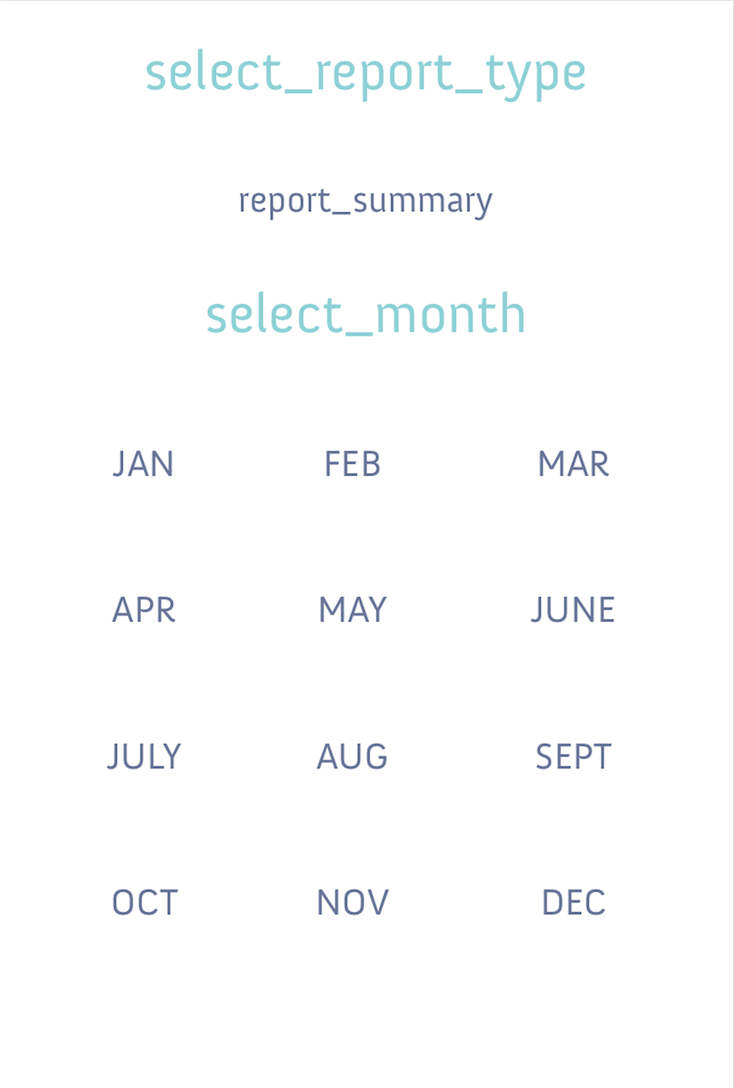 select_report_type
report_summary
select_month
JAN FEB MAR
APR MAY JUNE
JULY AUG SEPT
OCT NOV DEC